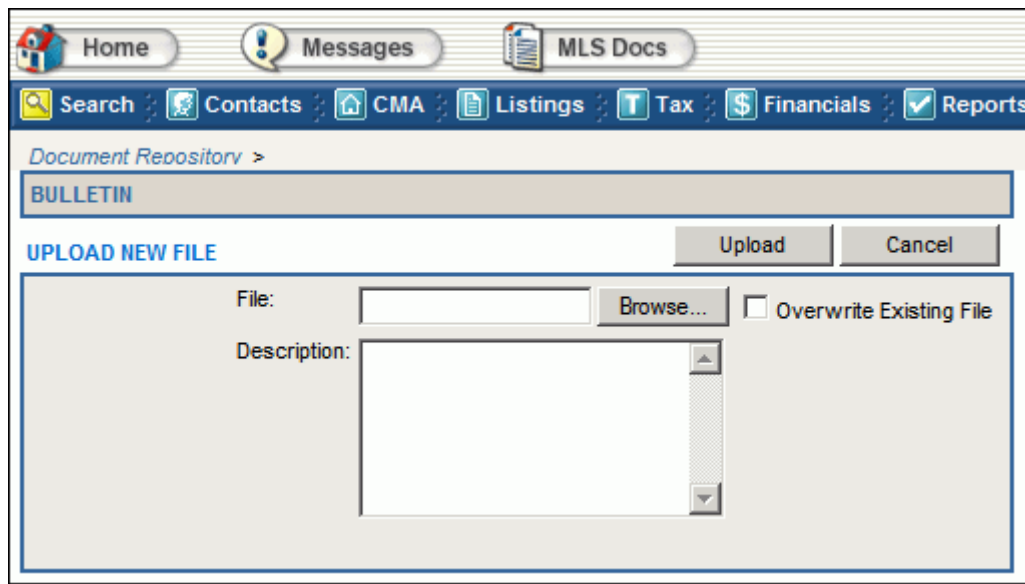 Home Messages MLS Docs
Search Contacts CMA Listings T Tax $ Financials Reports
Document Repository >
BULLETIN
UPLOAD NEW FILE Upload Cancel
File: Browse... Overwrite Existing File
Description: